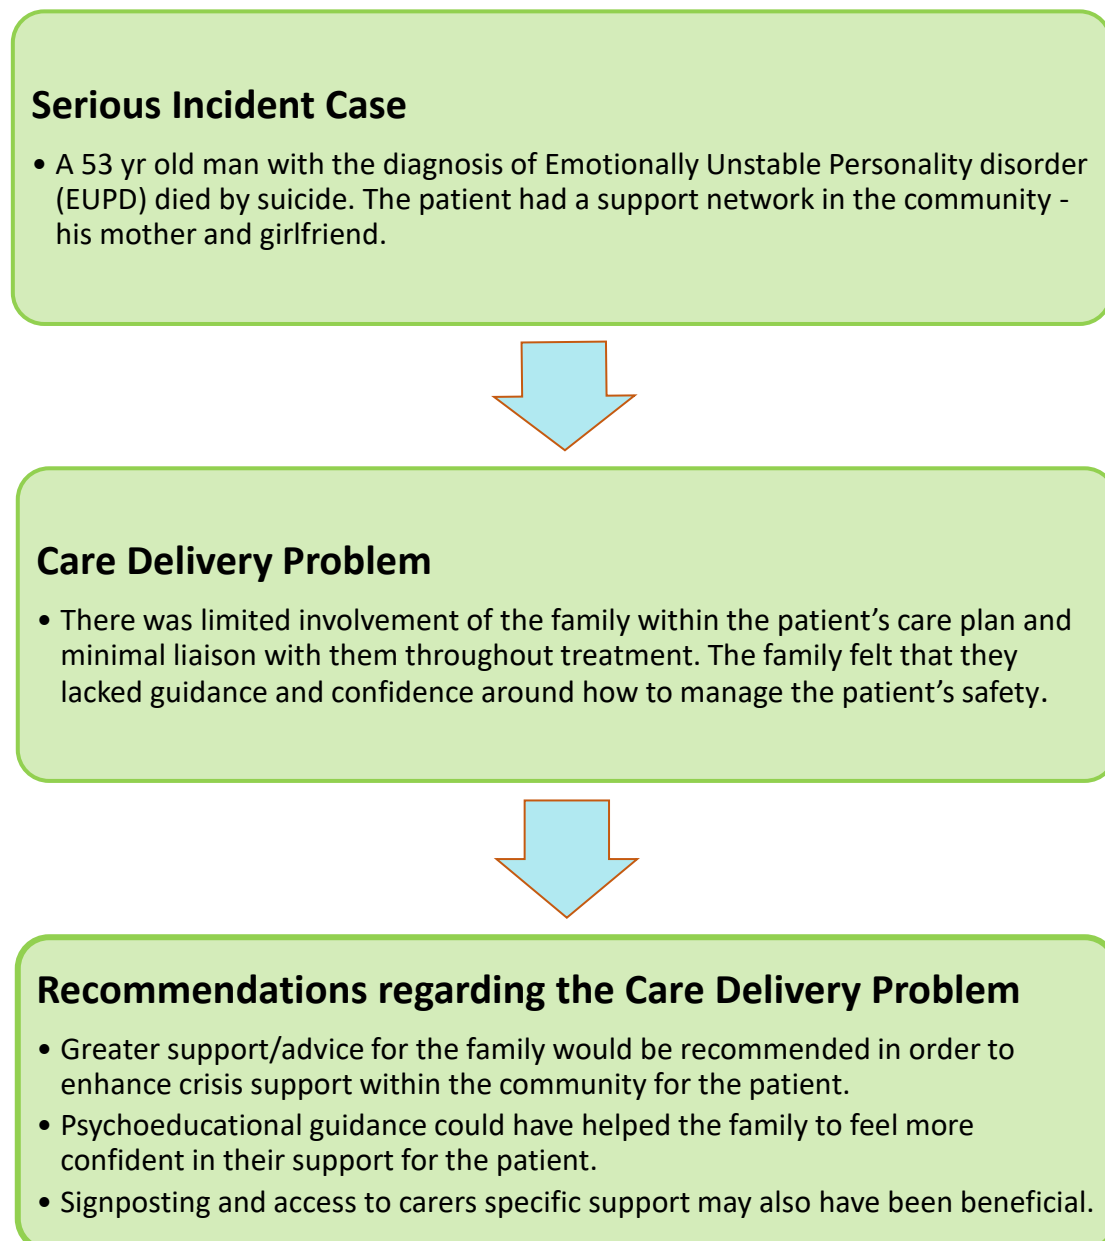 Serious Incident Case
• A 53 yr old man with the diagnosis of Emotionally Unstable Personality disorder
(EUPD) died by suicide. The patient had a support network in the community -
his mother and girlfriend.
Care Delivery Problem
• There was limited involvement of the family within the patient’s care plan and
minimal liaison with them throughout treatment. The family felt that they
lacked guidance and confidence around how to manage the patient’s safety.
Recommendations regarding the Care Delivery Problem
• Greater support/advice for the family would be recommended in order to
enhance crisis support within the community for the patient.
• Psychoeducational guidance could have helped the family to feel more
confident in their support for the patient.
• Signposting and access to carers specific support may also have been beneficial.